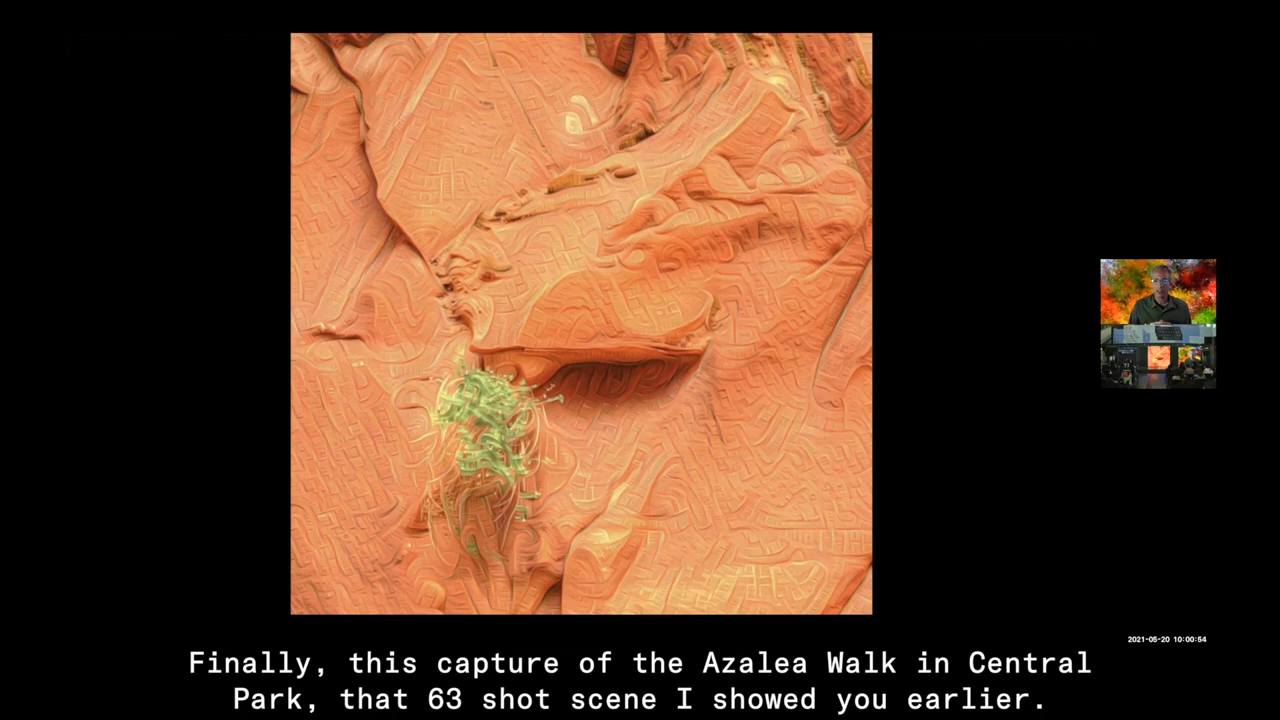 2021-05-20 10:00:54
Finally, this capture of the Azalea Walk in Central
Park, that 63 shot scene I showed you earlier.